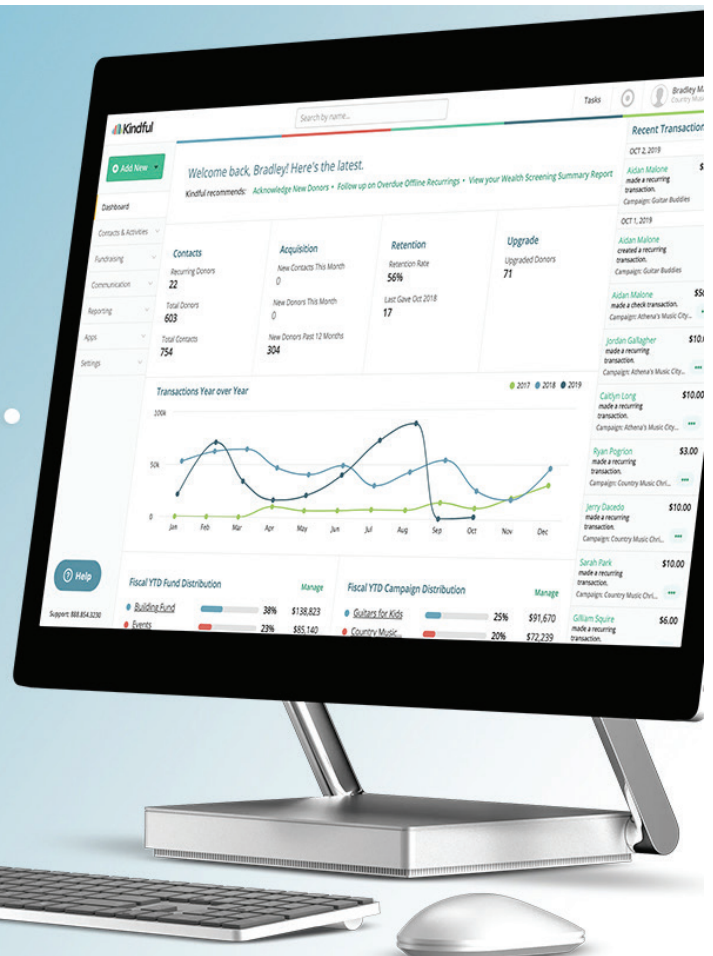 Kindful
Search by name...
Tasks
Bradley
Add New
Welcome back, Bradley! Here's the latest.
Kindful recommends: Acknowledge New Donors • Follow up on Overdue Offline Recurrings • View your Wealth Screening Summary Report
Dashboard
Contacts & Activities
Fundraising
Communication
Reporting
Apps
Settings
Contacts
Recurring Donors
22
Total Donors
603
Total Contacts
754
Acquisition
New Contacts This Month
0
New Donors This Month
0
New Donors Past 12 Months
304
Retention
Retention Rate
56%
Last Gave Oct 2018
17
Upgrade
Upgraded Donors
71
Transactions Year over Year
2017 2018 2019
100k
50k
0
Jan Feb Mar Apr May Jun Jul Aug Sep Oct Nov Dec
Fiscal YTD Fund Distribution Manage
Building Fund 38% $138,823
Events 23% $85,140
Fiscal YTD Campaign Distribution Manage
Guitars for Kids 25% $91,670
Country Music... 20% $72,239
Help
Support: 888.854.3230
Recent Transaction
OCT 2, 2019
Aidan Malone
made a recurring
transaction.
Campaign: Guitar Buddies
OCT 1, 2019
Aidan Malone
created a recurring
transaction.
Campaign: Guitar Buddies
Aidan Malone
made a check transaction.
Campaign: Athena's Music City...
Jordan Gallagher
made a recurring
transaction.
Campaign: Athena's Music City...
Caitlyn Long $10.00
made a recurring
transaction.
Campaign: Athena's Music City...
Ryan Pogrion $3.00
made a recurring
transaction.
Campaign: Country Music Chri...
Jerry Dacedo $10.00
made a recurring
transaction.
Campaign: Country Music Chri...
Sarah Park $10.00
made a recurring
transaction.
Campaign: Country Music Chri...
Gilliam Squire $6.00
made a recurring
transaction.